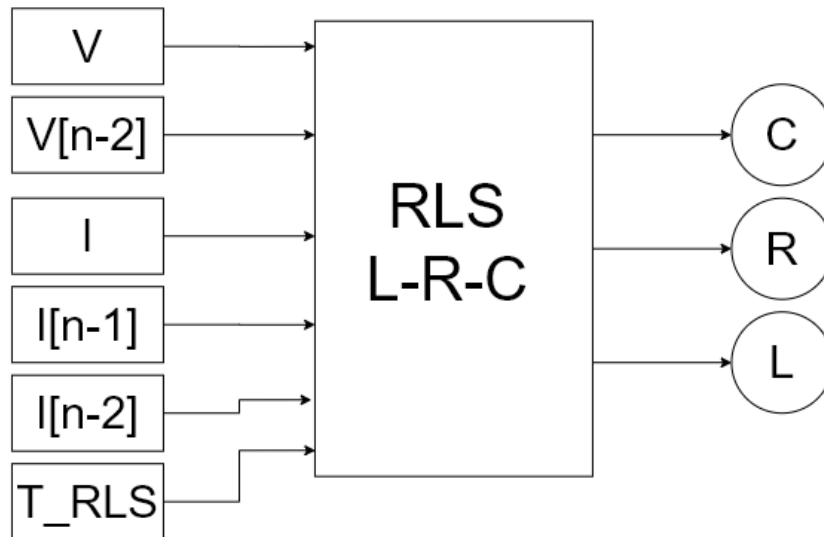 V
V[n-2]
I
I[n-1]
I[n-2]
T_RLS
RLS
L-R-C
C
R
L